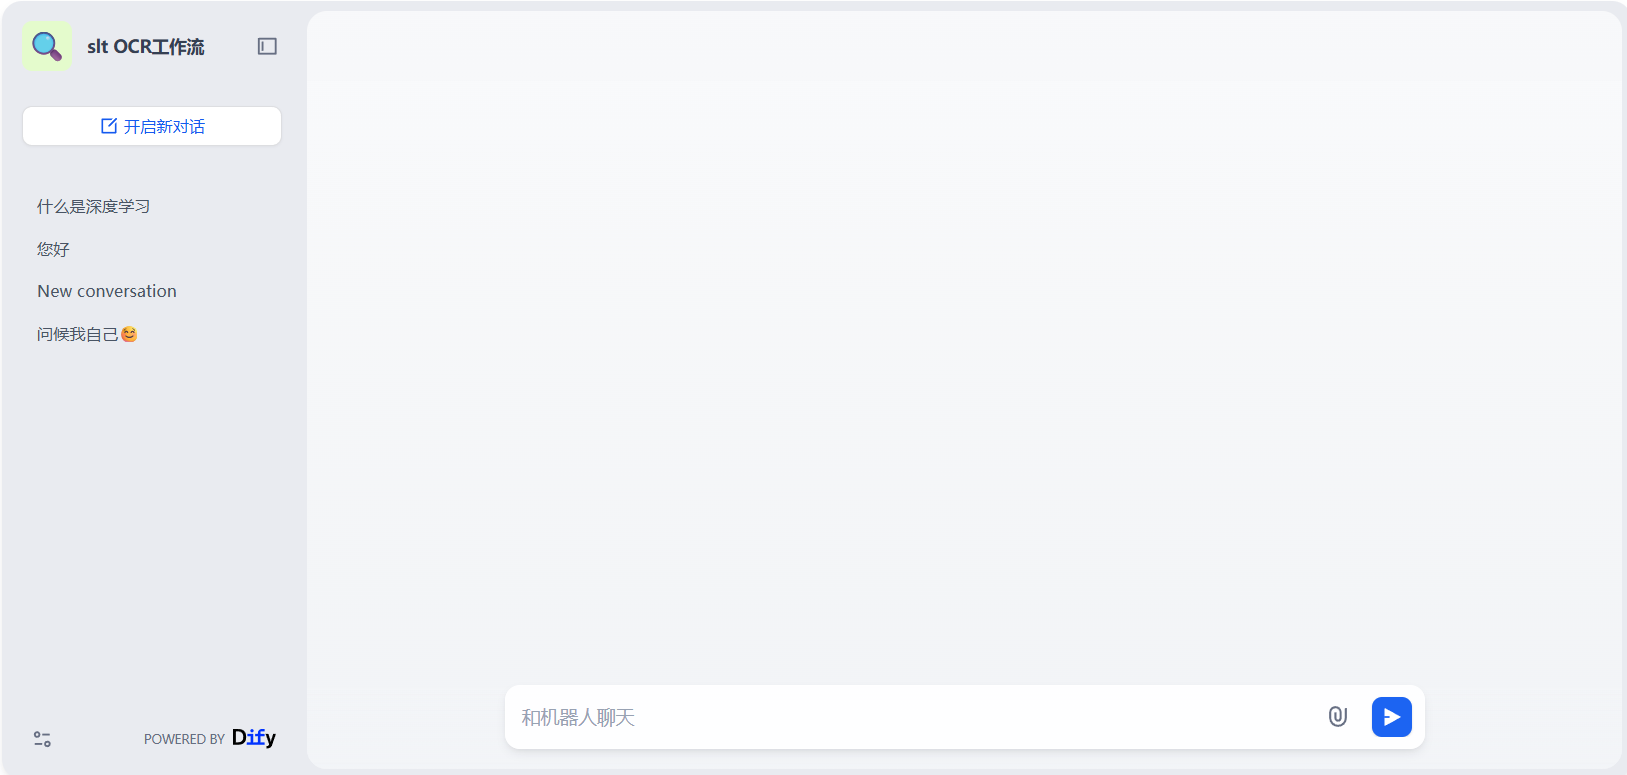 slt OCR工作流
开启新对话
什么是深度学习
您好
New conversation
问候我自己😊
POWERED BY Dify
和机器人聊天